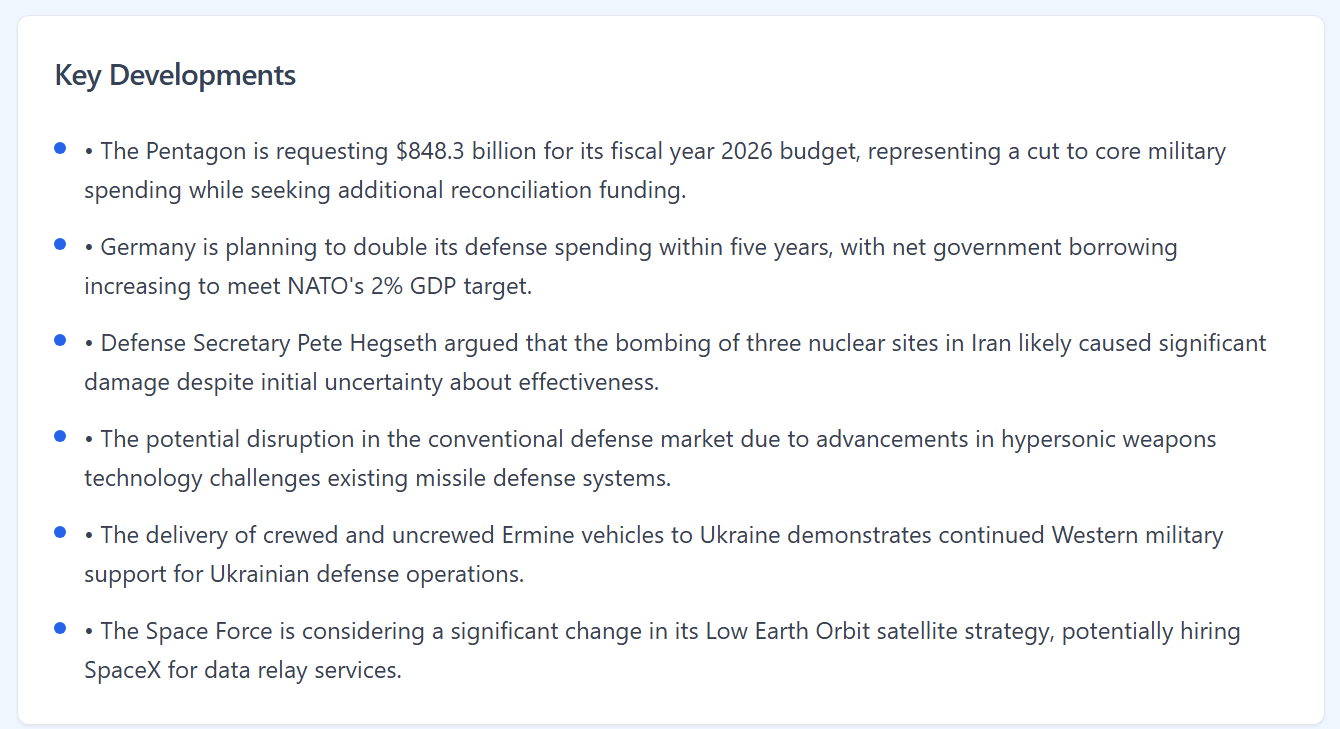 Key Developments
• The Pentagon is requesting $848.3 billion for its fiscal year 2026 budget, representing a cut to core military
spending while seeking additional reconciliation funding.
• Germany is planning to double its defense spending within five years, with net government borrowing
increasing to meet NATO's 2% GDP target.
• Defense Secretary Pete Hegseth argued that the bombing of three nuclear sites in Iran likely caused significant
damage despite initial uncertainty about effectiveness.
• The potential disruption in the conventional defense market due to advancements in hypersonic weapons
technology challenges existing missile defense systems.
• The delivery of crewed and uncrewed Ermine vehicles to Ukraine demonstrates continued Western military
support for Ukrainian defense operations.
• The Space Force is considering a significant change in its Low Earth Orbit satellite strategy, potentially hiring
SpaceX for data relay services.